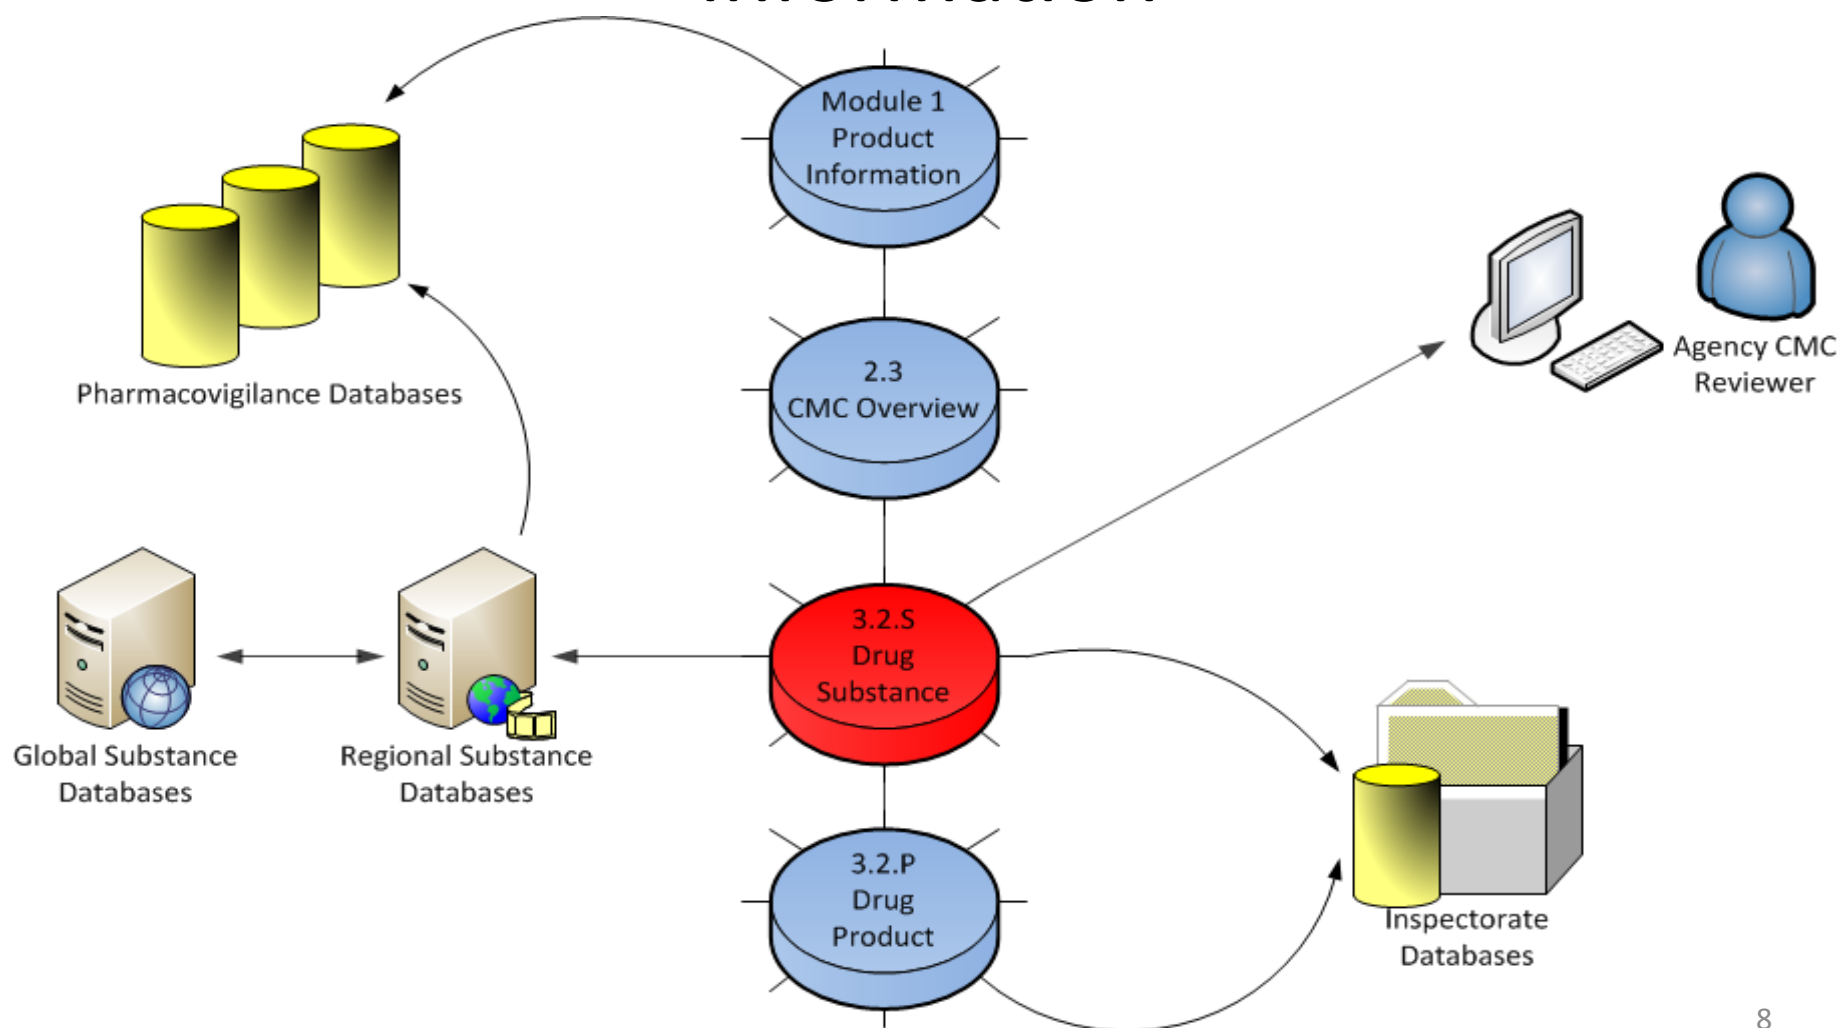 Information
Module 1
Product
Information
Pharmacovigilance Databases
2.3
CMC Overview
Agency CMC
Reviewer
3.2.S
Drug
Substance
Global Substance
Databases
Regional Substance
Databases
3.2.P
Drug
Product
Inspectorate
Databases
8